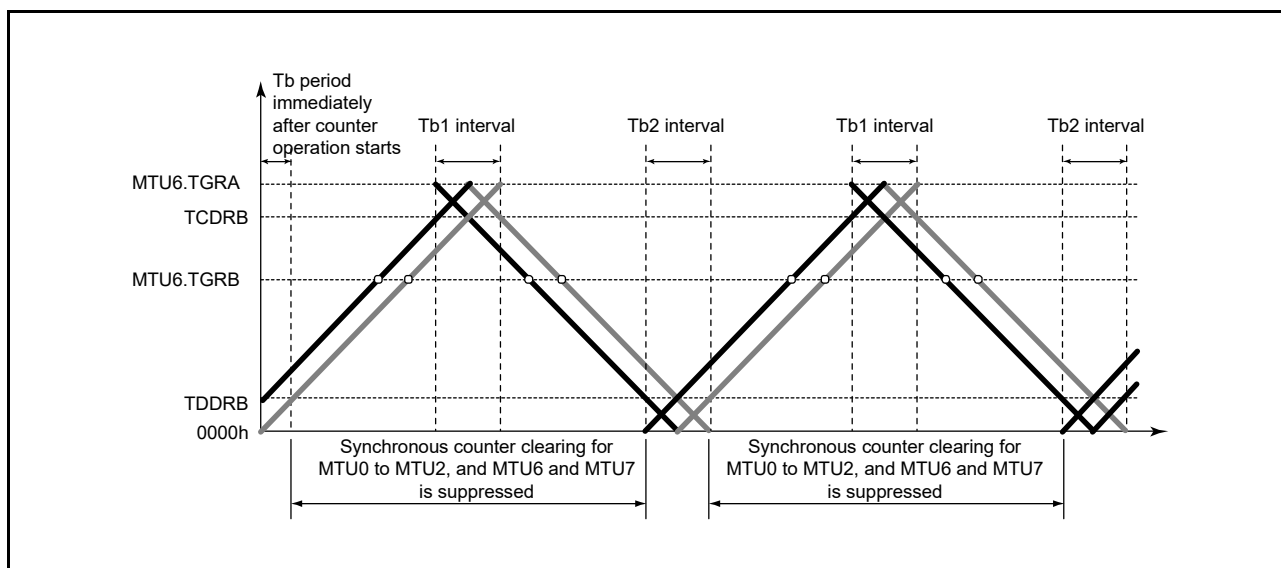 Tb period
immediately
after counter
operation starts
Tb1 interval
Tb2 interval
Tb1 interval
Tb2 interval
MTU6.TGRA
TCDRB
MTU6.TGRB
TDDRB
0000h
Synchronous counter clearing for
MTU0 to MTU2, and MTU6 and MTU7
is suppressed
Synchronous counter clearing for
MTU0 to MTU2, and MTU6 and MTU7
is suppressed